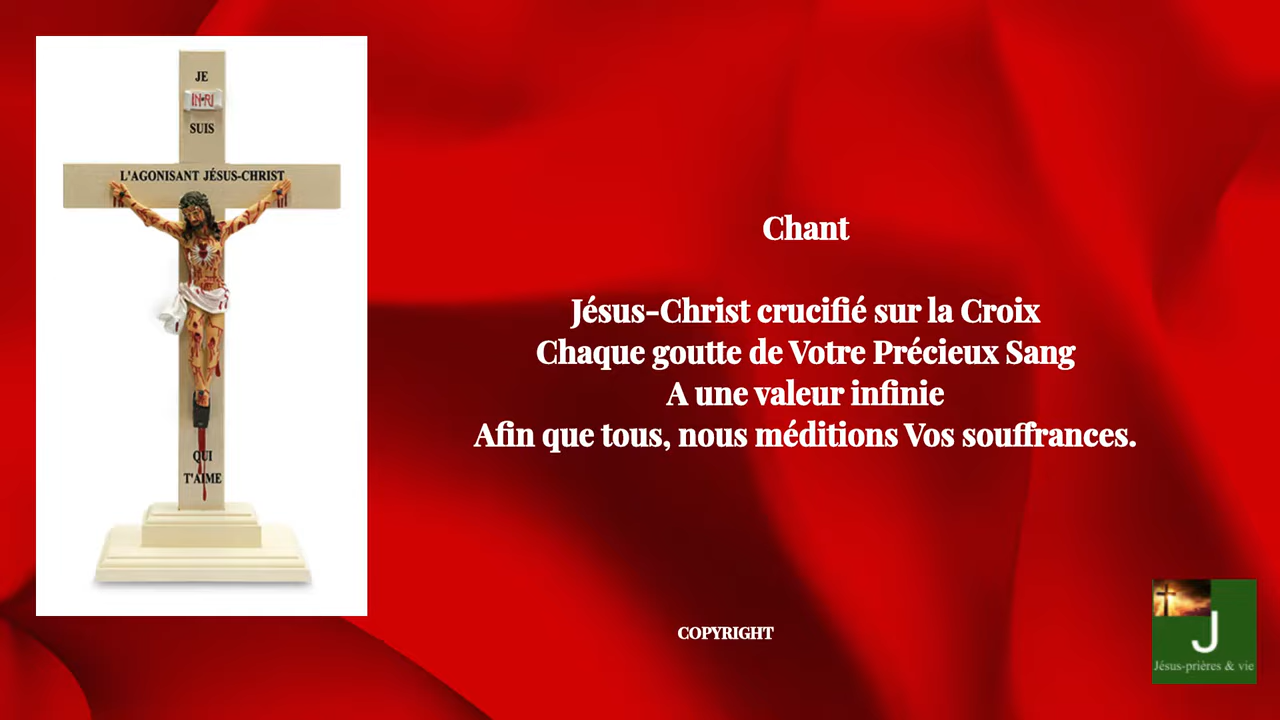 JE
INRI
SUIS
L'AGONISANT JÉSUS-CHRIST
QUI
T'AIME
Chant
Jésus-Christ crucifié sur la Croix
Chaque goutte de Votre Précieux Sang
A une valeur infinie
Afin que tous, nous méditions Vos souffrances.
COPYRIGHT
J
Jésus-prières & vie